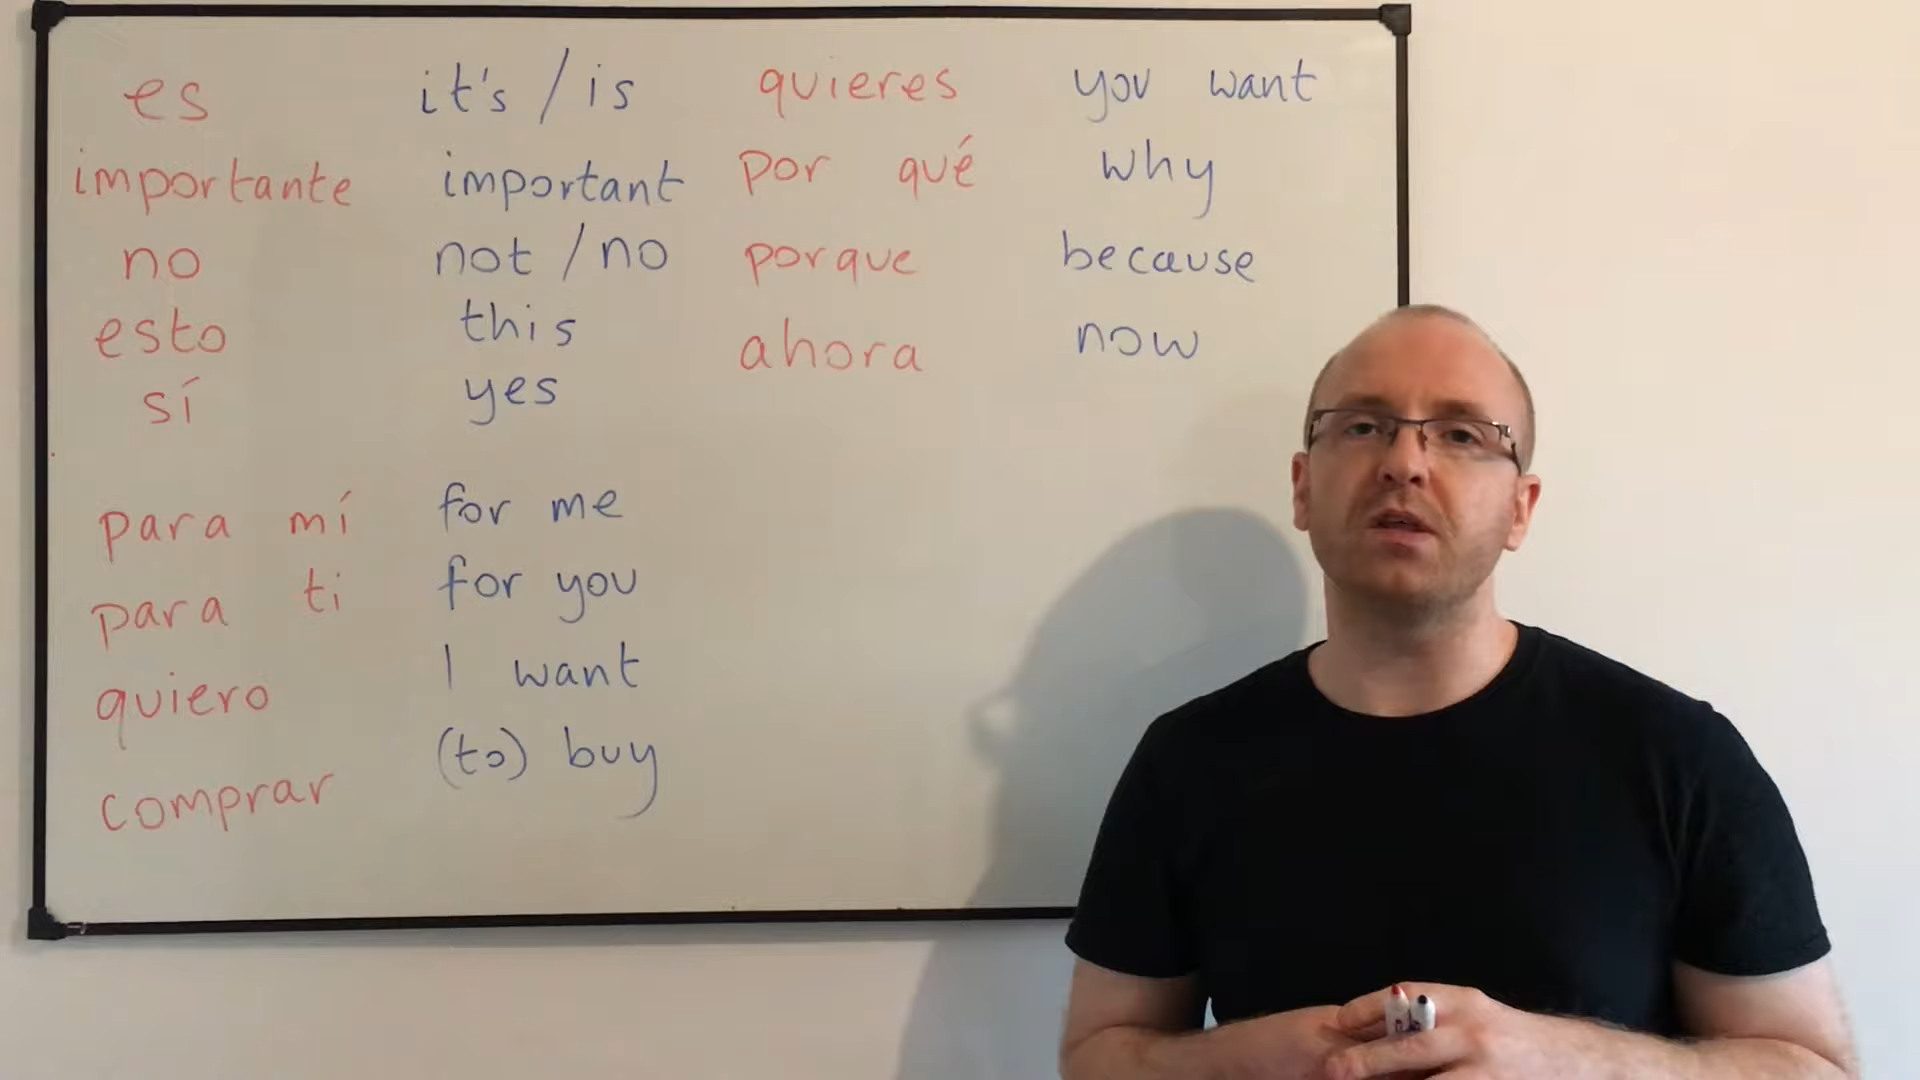 es it's / is
importante important
no not / no
esto this
sí yes
para mí for me
para ti for you
quiero I want
comprar (to) buy
quieres you want
por qué why
porque because
ahora now